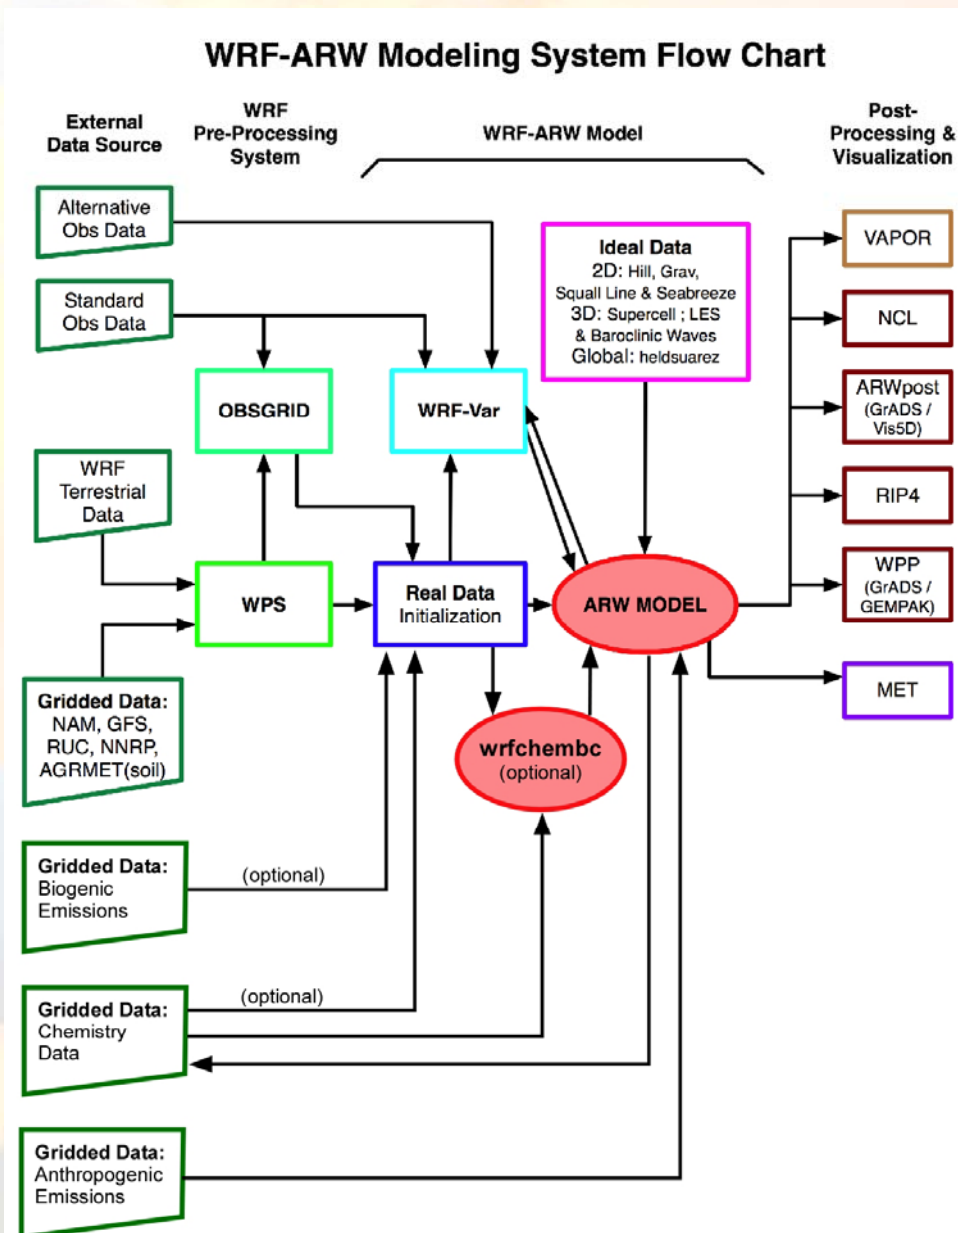 WRF-ARW Modeling System Flow Chart
External
Data Source
WRF
Pre-Processing
System
WRF-ARW Model
Post-
Processing &
Visualization
Alternative
Obs Data
Standard
Obs Data
WRF
Terrestrial
Data
Gridded Data:
NAM, GFS,
RUC, NNRP,
AGRMET(soil)
Gridded Data:
Biogenic
Emissions
(optional)
Gridded Data:
Chemistry
Data
(optional)
Gridded Data:
Anthropogenic
Emissions
OBSGRID
WPS
WRF-Var
Real Data
Initialization
Ideal Data
2D: Hill, Grav,
Squall Line & Seabreeze
3D: Supercell ; LES
& Baroclinic Waves
Global: heldsuarez
ARW MODEL
wrfchembc
(optional)
VAPOR
NCL
ARWpost
(GrADS /
Vis5D)
RIP4
WPP
(GrADS /
GEMPAK)
MET